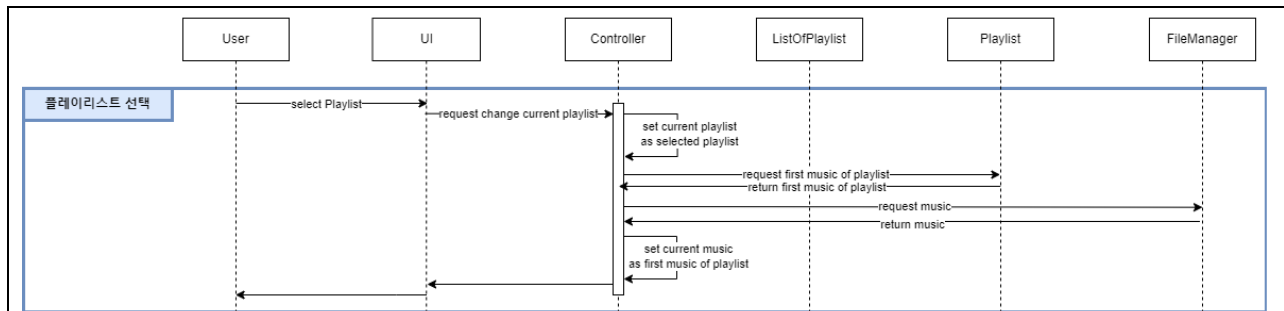 User
UI
Controller
ListOfPlaylist
Playlist
FileManager
플레이리스트 선택
select Playlist
request change current playlist
set current playlist
as selected playlist
request first music of playlist
return first music of playlist
request music
return music
set current music
as first music of playlist